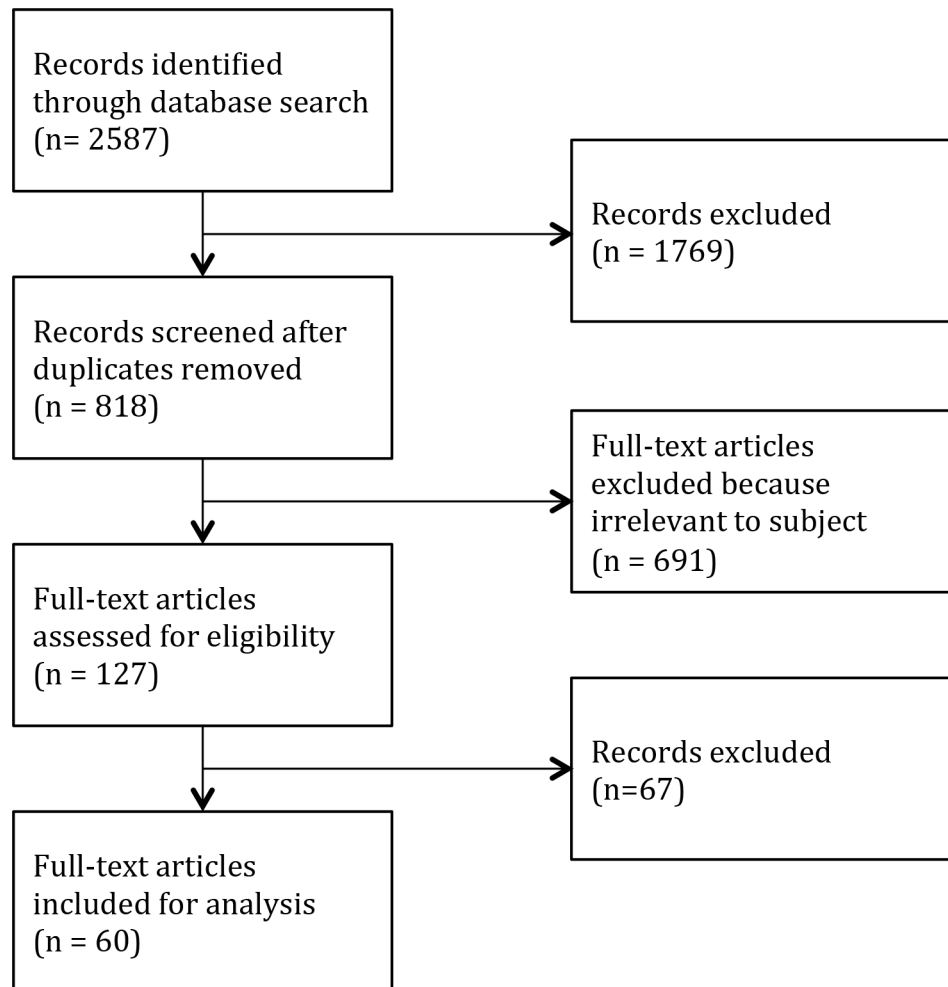 Records identified
through database search
(n= 2587)
Records excluded
(n = 1769)
Records screened after
duplicates removed
(n = 818)
Full-text articles
excluded because
irrelevant to subject
(n = 691)
Full-text articles
assessed for eligibility
(n = 127)
Records excluded
(n=67)
Full-text articles
included for analysis
(n = 60)